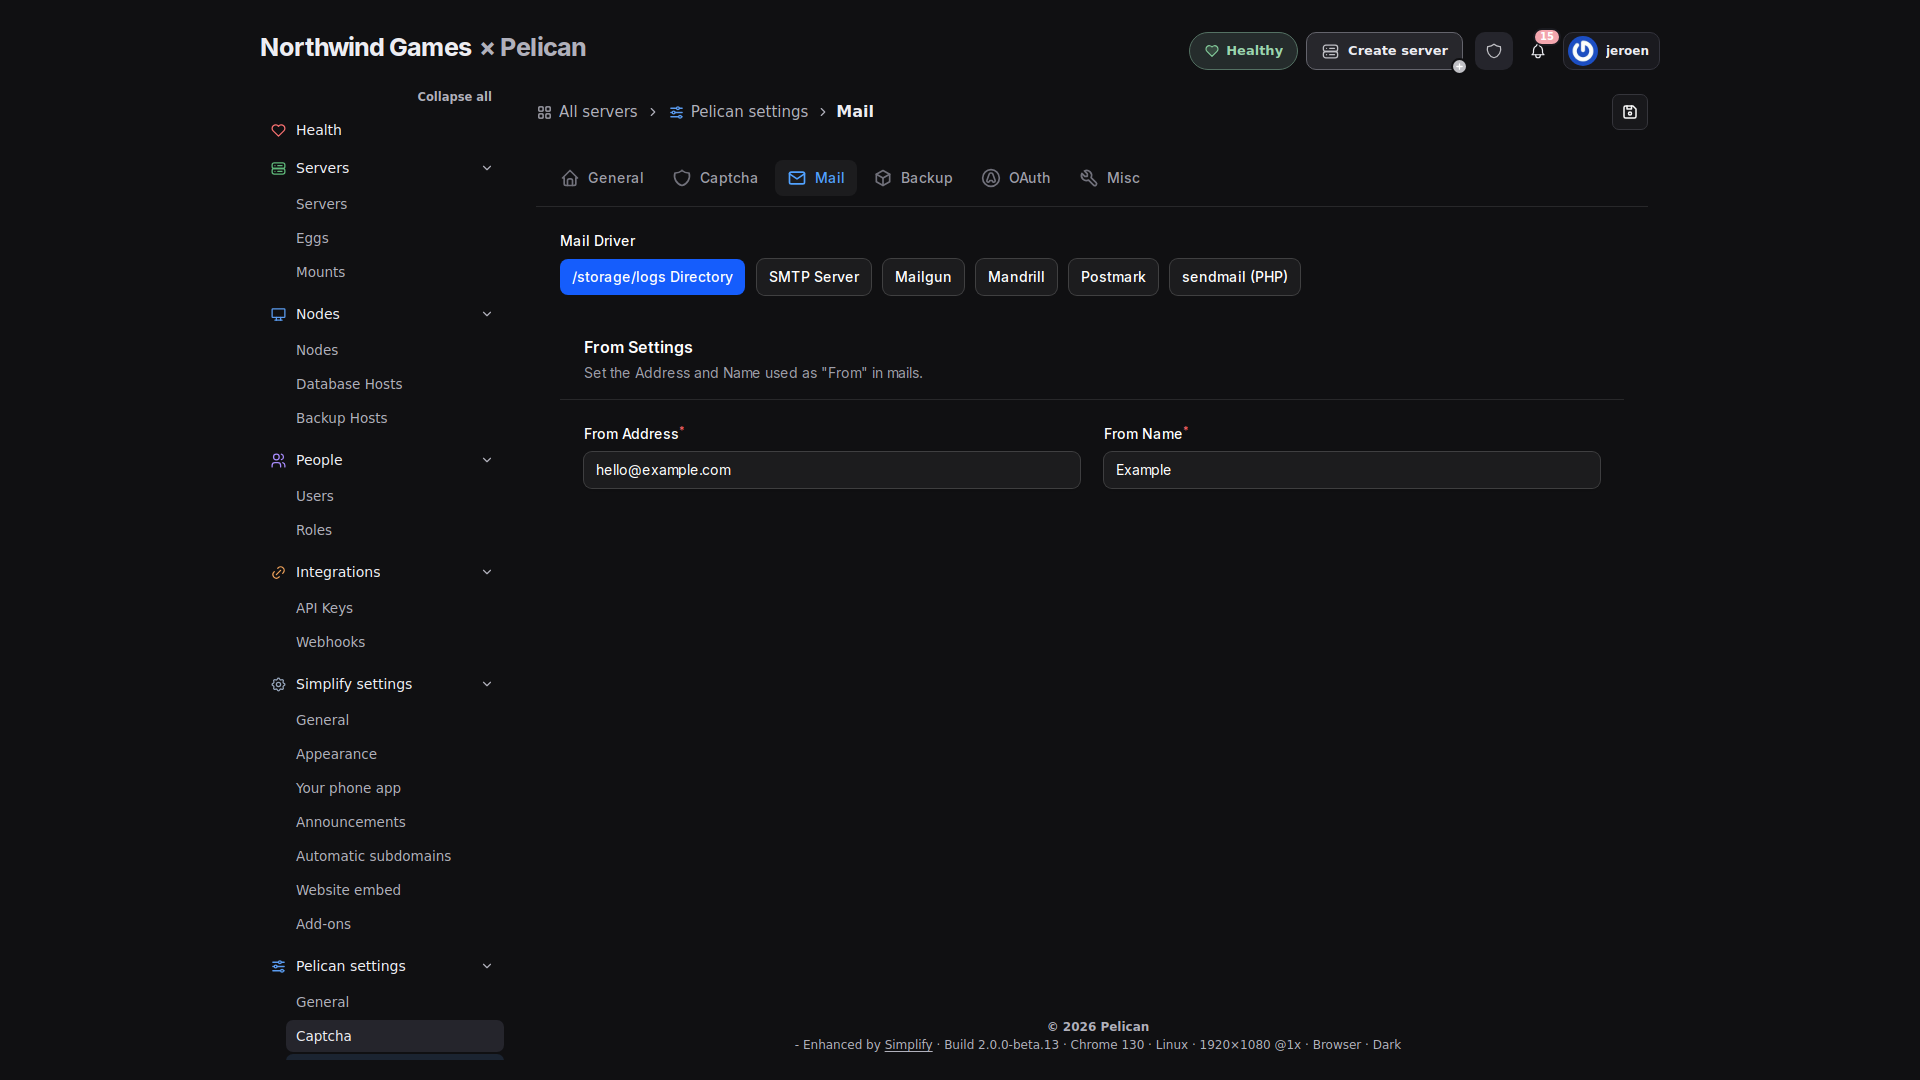 Northwind Games × Pelican
Healthy
Create server
15
jeroen
Collapse all
Health
Servers
Servers
Eggs
Mounts
Nodes
Nodes
Database Hosts
Backup Hosts
People
Users
Roles
Integrations
API Keys
Webhooks
Simplify settings
General
Appearance
Your phone app
Announcements
Automatic subdomains
Website embed
Add-ons
Pelican settings
General
Captcha
All servers > Pelican settings > Mail
General Captcha Mail Backup OAuth Misc
Mail Driver
/storage/logs Directory SMTP Server Mailgun Mandrill Postmark sendmail (PHP)
From Settings
Set the Address and Name used as "From" in mails.
From Address* From Name*
hello@example.com Example
© 2026 Pelican
- Enhanced by Simplify · Build 2.0.0-beta.13 · Chrome 130 · Linux · 1920×1080 @1x · Browser · Dark